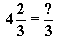 4 2/3 = ?/3